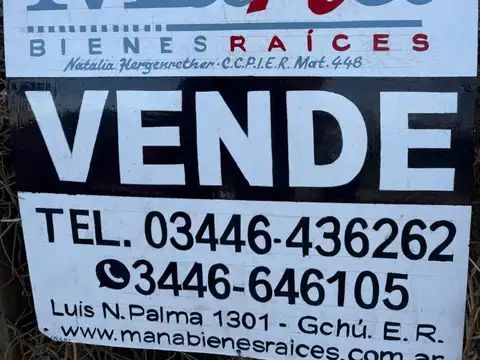 BIENES RAÍCES
Natalia Hergenrether · C.C.P.I.E.R. Mat. 448
VENDE
TEL. 03446-436262
3446-646105
Luis N. Palma 1301 - Gchú. E. R.
www.manabienesraices.com.ar